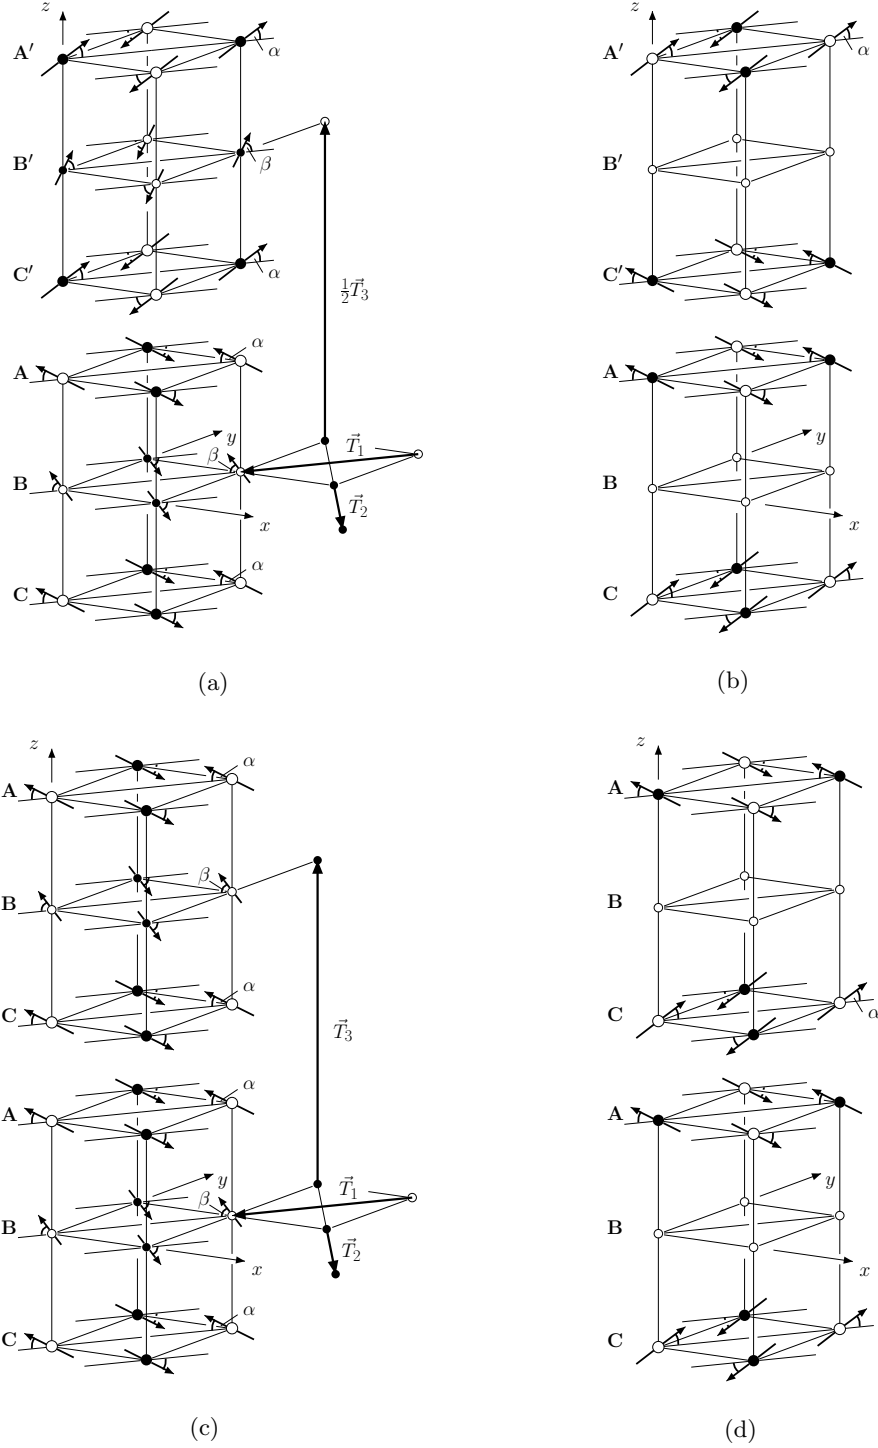 z z
A′ α A′ α
B′ β B′
C′ α C′
½T⃗₃
A α A
y y
B β T⃗₁ B
T⃗₂
x x
C α C
(a) (b)
z z
A α A
B β B
C α C α
T⃗₃
A α A
y y
B β T⃗₁ B
T⃗₂
x x
C α C
(c) (d)